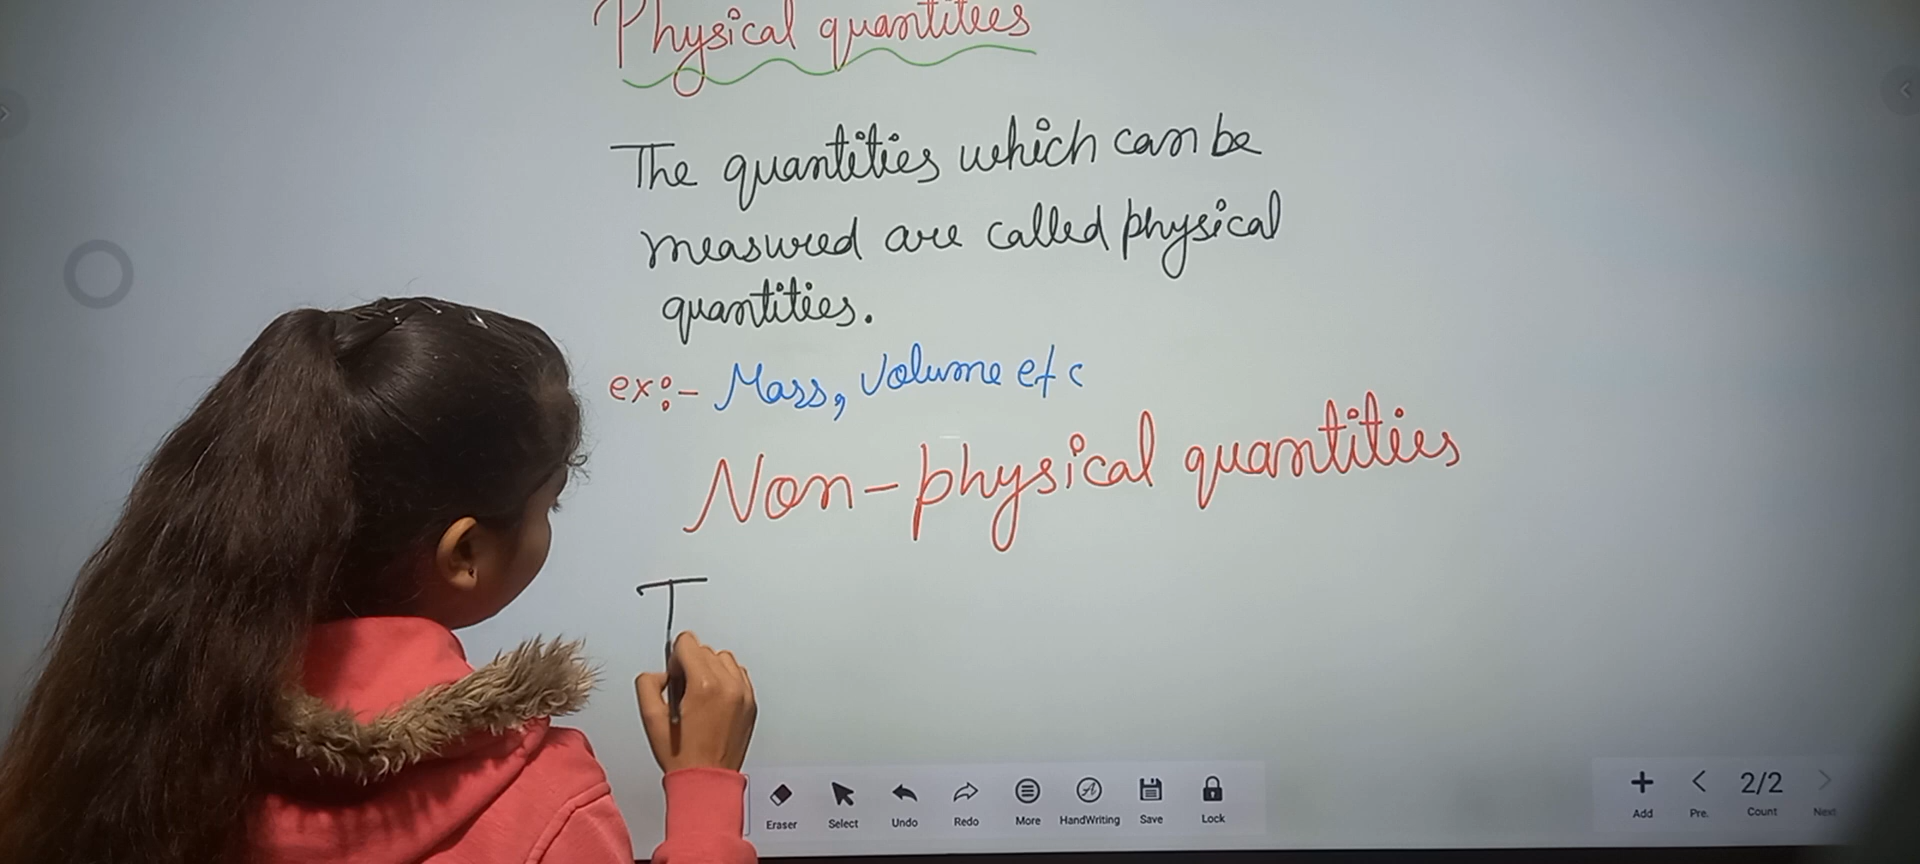 Physical quantities
The quantities which can be
measured are called physical
quantities.
ex:- Mass, Volume etc
Non-physical quantities
T
Eraser Select Undo Redo More HandWriting Save Lock
Add Pre. 2/2 Count Next